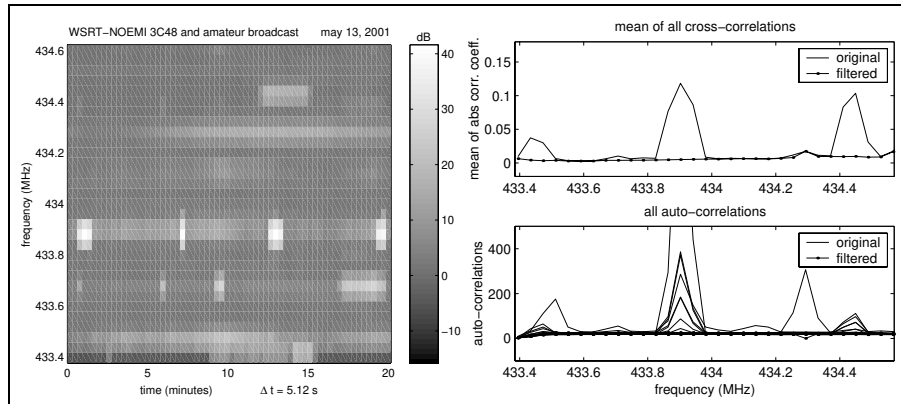 WSRT-NOEMI 3C48 and amateur broadcast may 13, 2001
dB
434.6
434.4
434.2
434
433.8
433.6
433.4
frequency (MHz)
0 5 10 15 20
time (minutes) Δ t = 5.12 s
40
30
20
10
0
−10
mean of all cross-correlations
original
filtered
0.15
0.1
0.05
0
mean of abs corr. coeff.
433.4 433.6 433.8 434 434.2 434.4
all auto-correlations
original
filtered
400
200
0
auto-correlations
433.4 433.6 433.8 434 434.2 434.4
frequency (MHz)